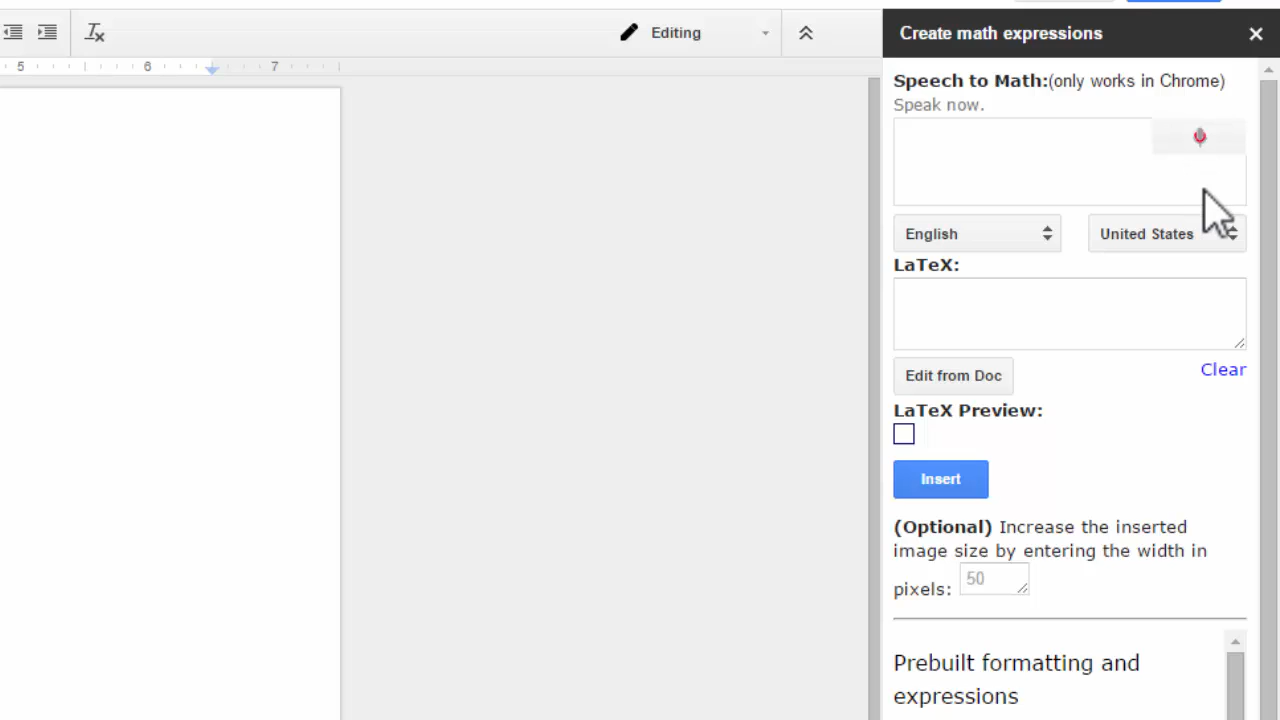 Editing
Create math expressions
5 6 7
Speech to Math:(only works in Chrome)
Speak now.
English United States
LaTeX:
Edit from Doc Clear
LaTeX Preview:
Insert
(Optional) Increase the inserted
image size by entering the width in
pixels: 50
Prebuilt formatting and
expressions